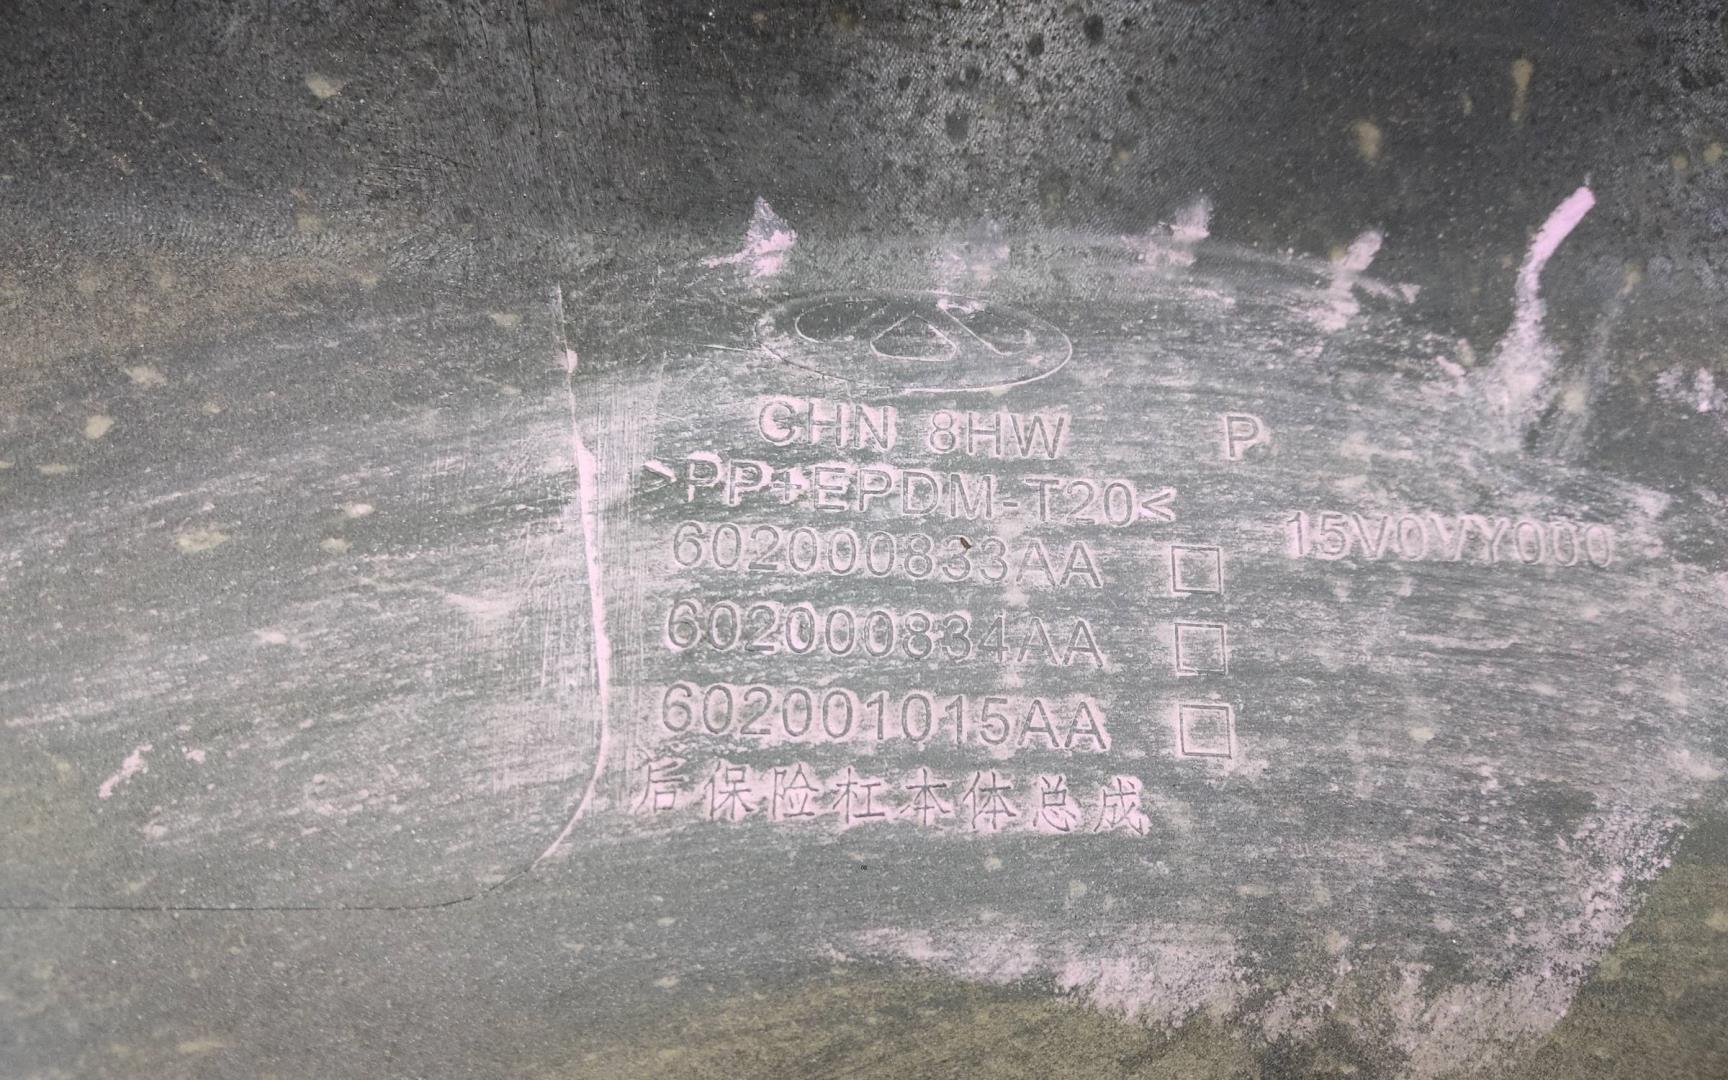 CHN 8HW P
>PP+EPDM-T20<
602000833AA □ 15V0VY000
602000834AA □
602001015AA □
后保险杠本体总成